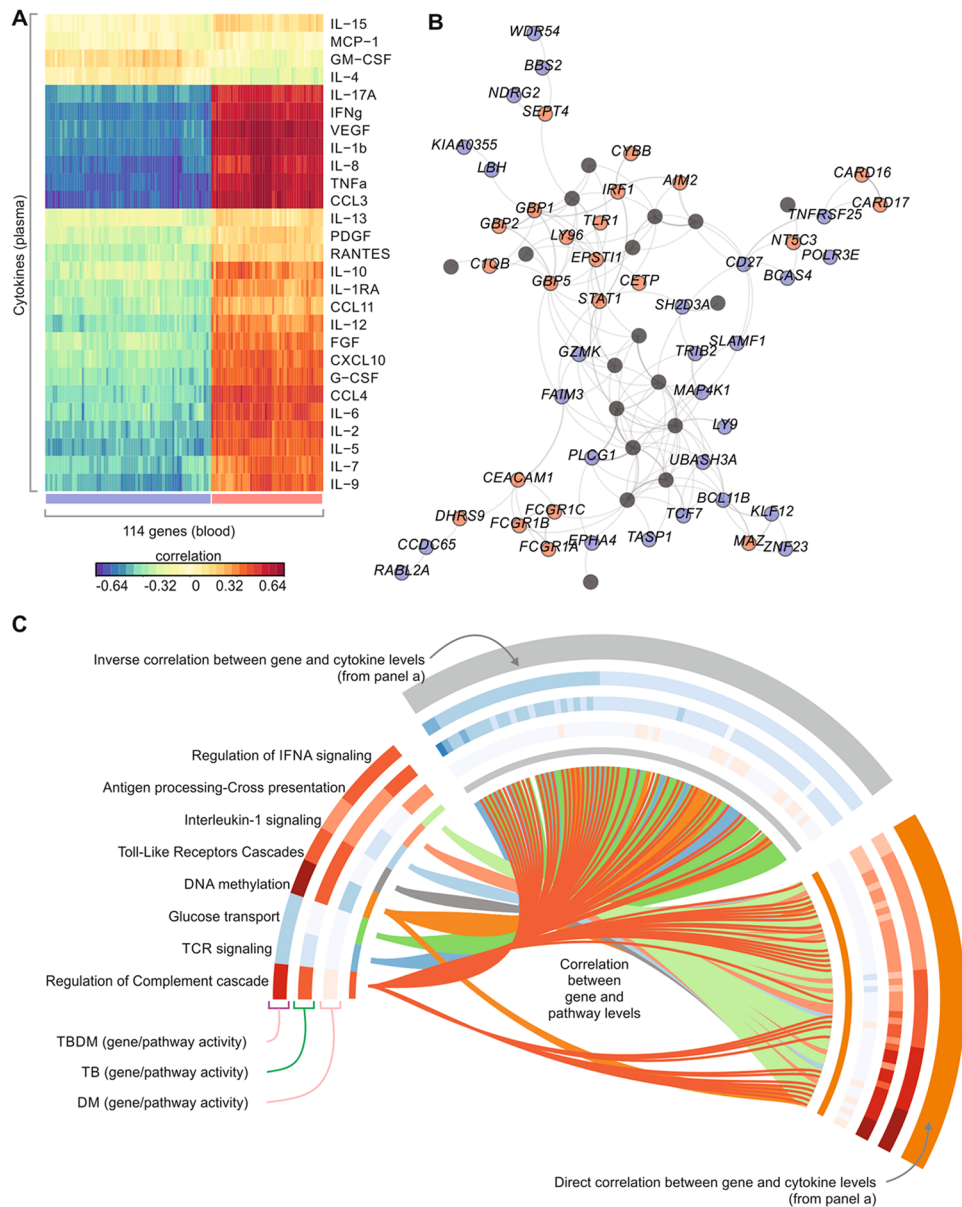 A
Cytokines (plasma)
IL-15
MCP-1
GM-CSF
IL-4
IL-17A
IFNg
VEGF
IL-1b
IL-8
TNFa
CCL3
IL-13
PDGF
RANTES
IL-10
IL-1RA
CCL11
IL-12
FGF
CXCL10
G-CSF
CCL4
IL-6
IL-2
IL-5
IL-7
IL-9
114 genes (blood)
correlation
-0.64 -0.32 0 0.32 0.64
B
WDR54
BBS2
NDRG2
SEPT4
KIAA0355
LBH
CYBB
IRF1
AIM2
CARD16
CARD17
GBP1
GBP2
TLR1
LY96
TNFRSF25
NT5C3
POLR3E
C1QB
EPSTI1
CD27
BCAS4
GBP5
CETP
STAT1
SH2D3A
GZMK
TRIB2
SLAMF1
FAIM3
MAP4K1
LY9
PLCG1
UBASH3A
CEACAM1
BCL11B
KLF12
DHRS9
FCGR1C
FCGR1B
TCF7
CCDC65
FCGR1A
EPHA4
TASP1
MAZ
ZNF23
RABL2A
C
Inverse correlation between gene and cytokine levels
(from panel a)
Regulation of IFNA signaling
Antigen processing-Cross presentation
Interleukin-1 signaling
Toll-Like Receptors Cascades
DNA methylation
Glucose transport
TCR signaling
Regulation of Complement cascade
Correlation
between
gene and
pathway levels
TBDM (gene/pathway activity)
TB (gene/pathway activity)
DM (gene/pathway activity)
Direct correlation between gene and cytokine levels
(from panel a)